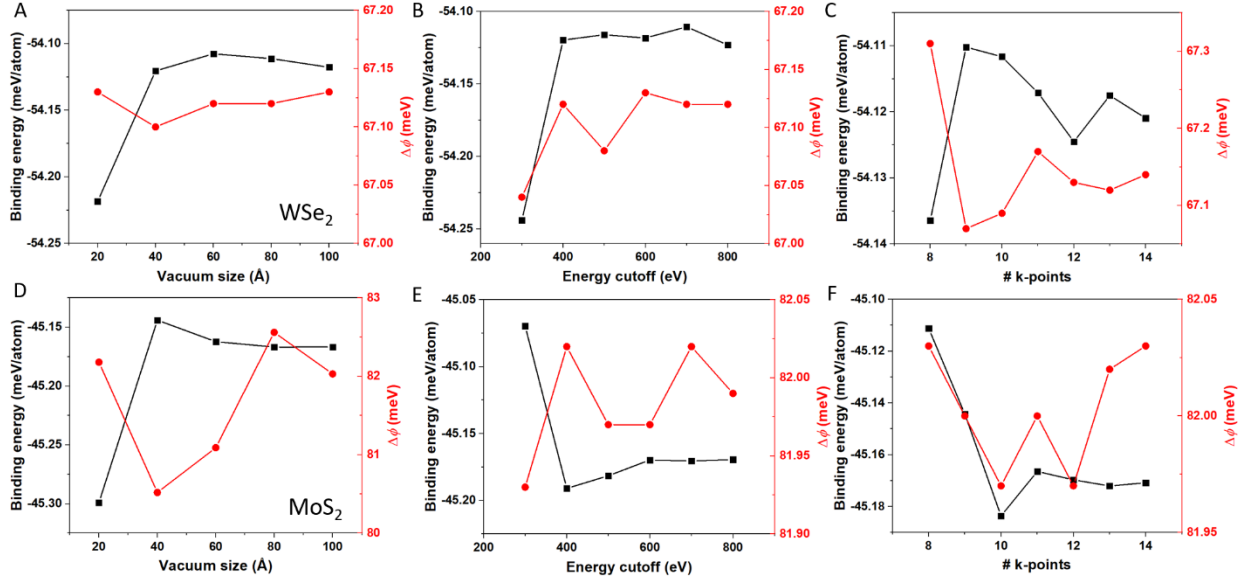 A
-54.10
-54.15
-54.20
-54.25
Binding energy (meV/atom)
67.20
67.15
67.10
67.05
67.00
Δϕ (meV)
20 40 60 80 100
Vacuum size (Å)
WSe2
B
-54.10
-54.15
-54.20
-54.25
Binding energy (meV/atom)
67.20
67.16
67.12
67.08
67.04
67.00
Δϕ (meV)
200 400 600 800
Energy cutoff (eV)
C
-54.11
-54.12
-54.13
-54.14
Binding energy (meV/atom)
67.3
67.2
67.1
Δϕ (meV)
8 10 12 14
# k-points
D
-45.15
-45.20
-45.25
-45.30
Binding energy (meV/atom)
83
82
81
80
Δϕ (meV)
20 40 60 80 100
Vacuum size (Å)
MoS2
E
-45.05
-45.10
-45.15
-45.20
Binding energy (meV/atom)
82.05
82.00
81.95
81.90
Δϕ (meV)
200 400 600 800
Energy cutoff (eV)
F
-45.10
-45.12
-45.14
-45.16
-45.18
Binding energy (meV/atom)
82.05
82.00
81.95
Δϕ (meV)
8 10 12 14
# k-points